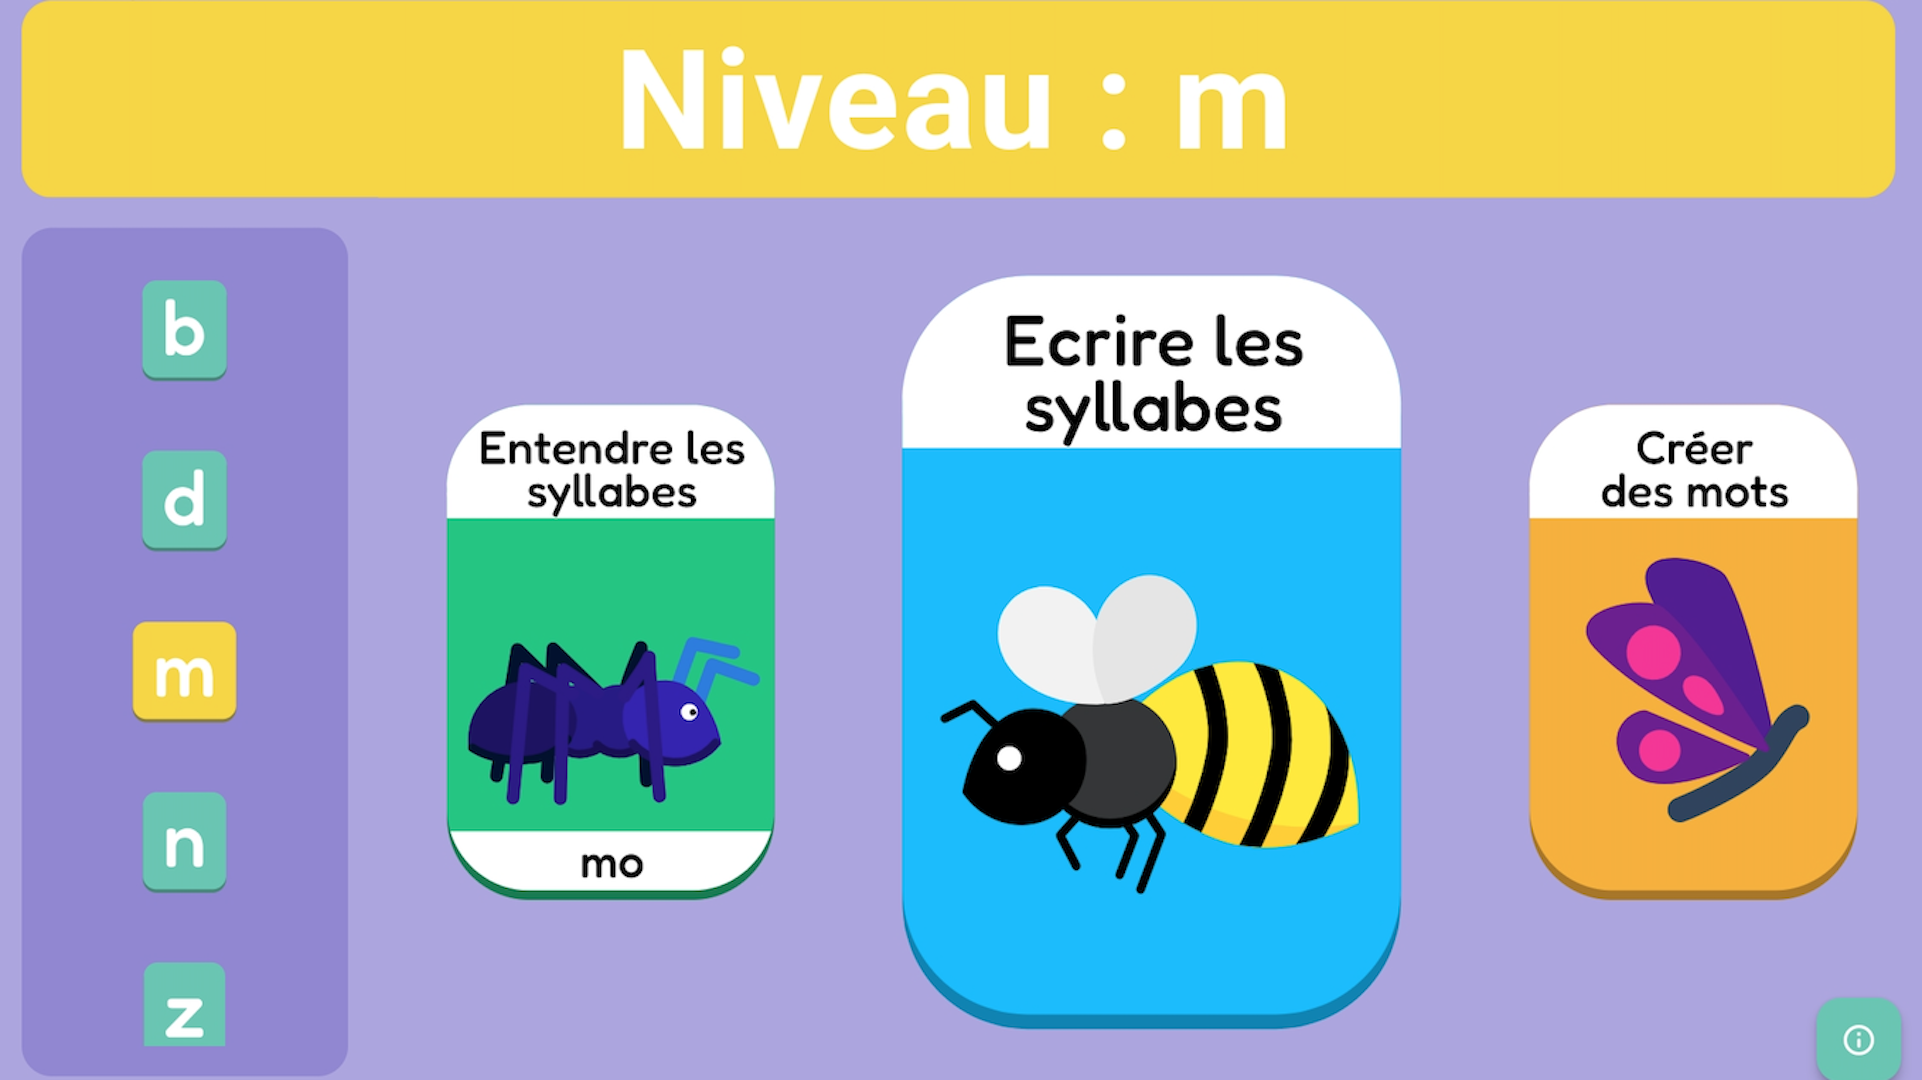 Niveau : m
b
d
m
n
z
Entendre les
syllabes
mo
Ecrire les
syllabes
Créer
des mots